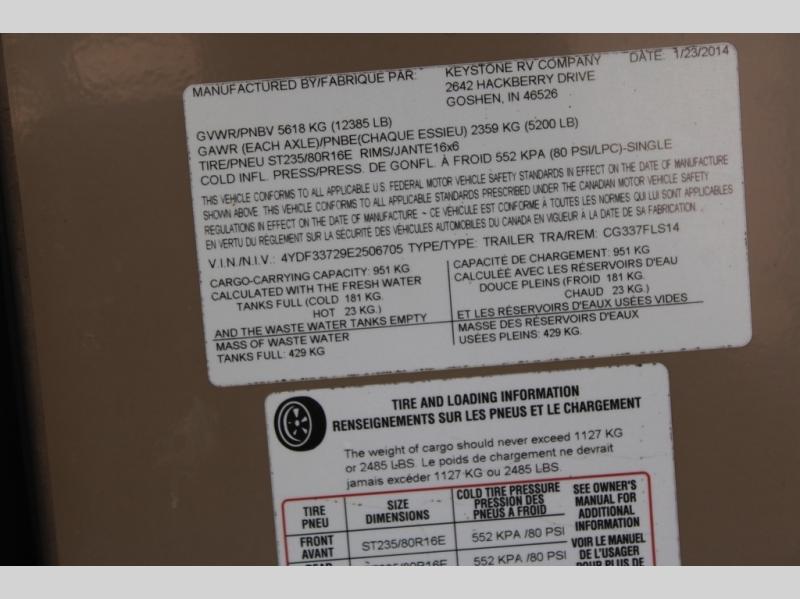 MANUFACTURED BY/FABRIQUE PAR: KEYSTONE RV COMPANY DATE: 1/23/2014
2642 HACKBERRY DRIVE
GOSHEN, IN 46526
GVWR/PNBV 5618 KG (12385 LB)
GAWR (EACH AXLE)/PNBE(CHAQUE ESSIEU) 2359 KG (5200 LB)
TIRE/PNEU ST235/80R16E RIMS/JANTE16x6
COLD INFL. PRESS/PRESS. DE GONFL. À FROID 552 KPA (80 PSI/LPC)-SINGLE
THIS VEHICLE CONFORMS TO ALL APPLICABLE U.S. FEDERAL MOTOR VEHICLE SAFETY STANDARDS IN EFFECT ON THE DATE OF MANUFACTURE
SHOWN ABOVE. THIS VEHICLE CONFORMS TO ALL APPLICABLE STANDARDS PRESCRIBED UNDER THE CANADIAN MOTOR VEHICLE SAFETY
REGULATIONS IN EFFECT ON THE DATE OF MANUFACTURE ~ CE VÉHICULE EST CONFORME À TOUTES LES NORMES QUI LUI SONT APPLICABLES
EN VERTU DU RÈGLEMENT SUR LA SÉCURITÉ DES VÉHICULES AUTOMOBILES DU CANADA EN VIGUEUR À LA DATE DE SA FABRICATION.
V.I.N./N.I.V.: 4YDF33729E2506705 TYPE/TYPE: TRAILER TRA/REM: CG337FLS14
CARGO-CARRYING CAPACITY: 951 KG
CALCULATED WITH THE FRESH WATER
TANKS FULL (COLD 181 KG.
HOT 23 KG.)
AND THE WASTE WATER TANKS EMPTY
MASS OF WASTE WATER
TANKS FULL: 429 KG
CAPACITÉ DE CHARGEMENT: 951 KG
CALCULÉE AVEC LES RÉSERVOIRS D'EAU
DOUCE PLEINS (FROID 181 KG.
CHAUD 23 KG.)
ET LES RÉSERVOIRS D'EAUX USÉES VIDES
MASSE DES RÉSERVOIRS D'EAUX
USÉES PLEINS: 429 KG.
TIRE AND LOADING INFORMATION
RENSEIGNEMENTS SUR LES PNEUS ET LE CHARGEMENT
The weight of cargo should never exceed 1127 KG
or 2485 LBS. Le poids de chargement ne devrait
jamais excéder 1127 KG ou 2485 LBS.
TIRE
PNEU
SIZE
DIMENSIONS
COLD TIRE PRESSURE
PRESSION DES
PNEUS À FROID
SEE OWNER'S
MANUAL FOR
ADDITIONAL
INFORMATION
FRONT
AVANT
ST235/80R16E
552 KPA /80 PSI
VOIR LE MANUEL
DE L'USAGER
POUR PLUS DE
552 KPA /80 PSI